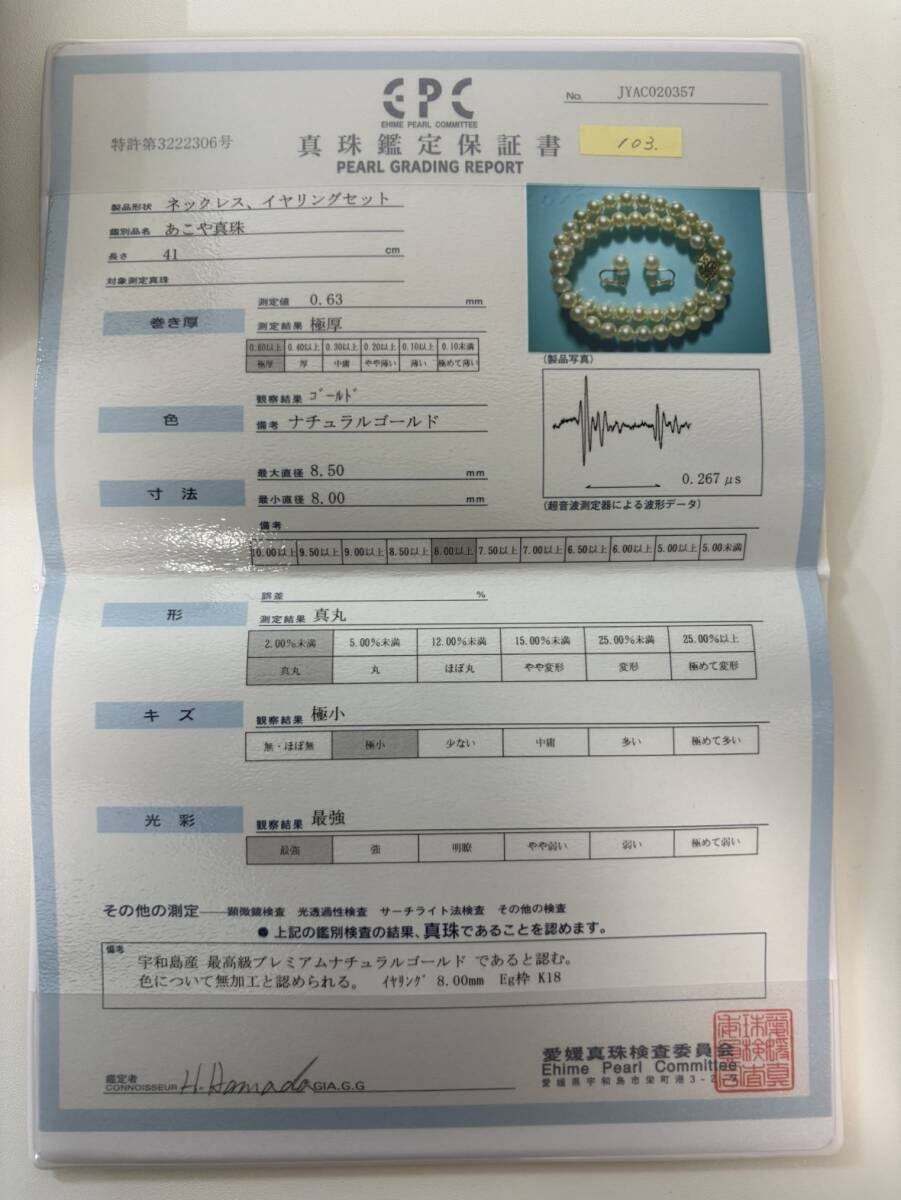 EPC
EHIME PEARL COMMITTEE
No. JYAC020357
特許第3222306号
真珠鑑定保証書
103.
PEARL GRADING REPORT
製品形状 ネックレス、イヤリングセット
鑑別品名 あこや真珠
長さ 41 cm
対象測定真珠
(製品写真)
巻き厚
測定値 0.63 mm
測定結果 極厚
0.60以上 0.40以上 0.30以上 0.20以上 0.10以上 0.10未満
極厚 厚 中庸 やや薄い 薄い 極めて薄い
色
観察結果 ゴールド
備考 ナチュラルゴールド
0.267μs
(超音波測定器による波形データ)
寸法
最大直径 8.50 mm
最小直径 8.00 mm
備考
10.00以上 9.50以上 9.00以上 8.50以上 8.00以上 7.50以上 7.00以上 6.50以上 6.00以上 5.00以上 5.00未満
形
誤差 %
測定結果 真丸
2.00%未満 5.00%未満 12.00%未満 15.00%未満 25.00%未満 25.00%以上
真丸 丸 ほぼ丸 やや変形 変形 極めて変形
キズ
観察結果 極小
無・ほぼ無 極小 少ない 中庸 多い 極めて多い
光彩
観察結果 最強
最強 強 明瞭 やや弱い 弱い 極めて弱い
その他の測定――顕微鏡検査 光透過性検査 サーチライト法検査 その他の検査
●上記の鑑別検査の結果、真珠であることを認めます。
備考
宇和島産 最高級プレミアムナチュラルゴールド であると認む。
色について無加工と認められる。 イヤリング 8.00mm Eg枠 K18
鑑定者
CONNOISSEUR H.Hamada GIA.G.G
愛媛真珠検査委員会
Ehime Pearl Committee
愛媛県宇和島市栄町港3-2